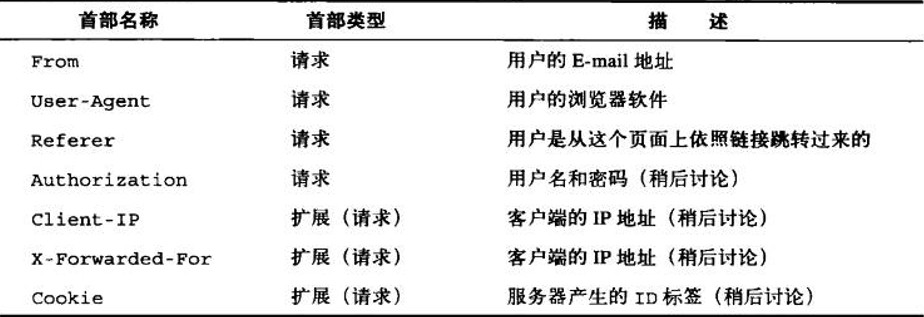 首部名称 首部类型 描 述
From 请求 用户的 E-mail 地址
User-Agent 请求 用户的浏览器软件
Referer 请求 用户是从这个页面上依照链接跳转过来的
Authorization 请求 用户名和密码（稍后讨论）
Client-IP 扩展（请求） 客户端的 IP 地址（稍后讨论）
X-Forwarded-For 扩展（请求） 客户端的 IP 地址（稍后讨论）
Cookie 扩展（请求） 服务器产生的 ID 标签（稍后讨论）